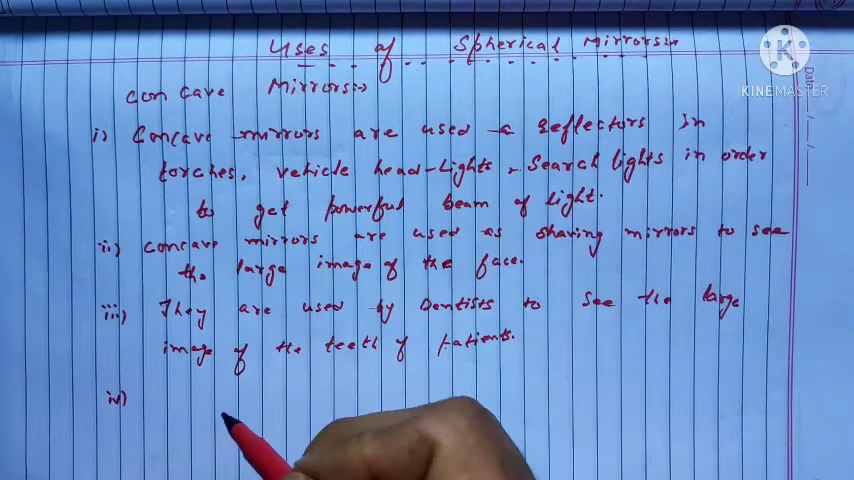 Uses of Spherical Mirrors:-
KINEMASTER
Concave Mirrors:-
Date
i) Concave mirrors are used a reflectors In
torches, vehicle head-lights, Search lights in order
to get powerful beam of light.
ii) concave mirrors are used as sharing mirrors to see
the large image of the face.
iii) They are used by Dentists to see the large
image of the teeth of patients.
iv)